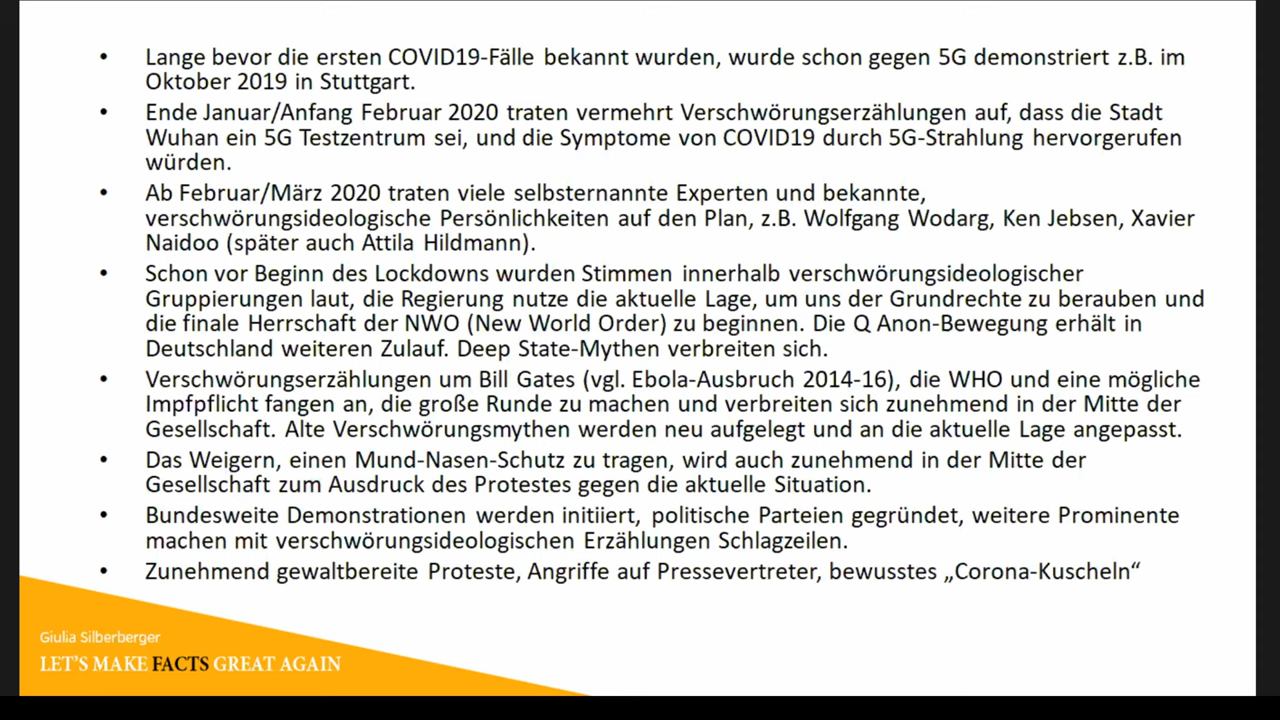 • Lange bevor die ersten COVID19-Fälle bekannt wurden, wurde schon gegen 5G demonstriert z.B. im
Oktober 2019 in Stuttgart.
• Ende Januar/Anfang Februar 2020 traten vermehrt Verschwörungserzählungen auf, dass die Stadt
Wuhan ein 5G Testzentrum sei, und die Symptome von COVID19 durch 5G-Strahlung hervorgerufen
würden.
• Ab Februar/März 2020 traten viele selbsternannte Experten und bekannte,
verschwörungsideologische Persönlichkeiten auf den Plan, z.B. Wolfgang Wodarg, Ken Jebsen, Xavier
Naidoo (später auch Attila Hildmann).
• Schon vor Beginn des Lockdowns wurden Stimmen innerhalb verschwörungsideologischer
Gruppierungen laut, die Regierung nutze die aktuelle Lage, um uns der Grundrechte zu berauben und
die finale Herrschaft der NWO (New World Order) zu beginnen. Die Q Anon-Bewegung erhält in
Deutschland weiteren Zulauf. Deep State-Mythen verbreiten sich.
• Verschwörungserzählungen um Bill Gates (vgl. Ebola-Ausbruch 2014-16), die WHO und eine mögliche
Impfpflicht fangen an, die große Runde zu machen und verbreiten sich zunehmend in der Mitte der
Gesellschaft. Alte Verschwörungsmythen werden neu aufgelegt und an die aktuelle Lage angepasst.
• Das Weigern, einen Mund-Nasen-Schutz zu tragen, wird auch zunehmend in der Mitte der
Gesellschaft zum Ausdruck des Protestes gegen die aktuelle Situation.
• Bundesweite Demonstrationen werden initiiert, politische Parteien gegründet, weitere Prominente
machen mit verschwörungsideologischen Erzählungen Schlagzeilen.
• Zunehmend gewaltbereite Proteste, Angriffe auf Pressevertreter, bewusstes „Corona-Kuscheln“
Giulia Silberberger
LET'S MAKE FACTS GREAT AGAIN